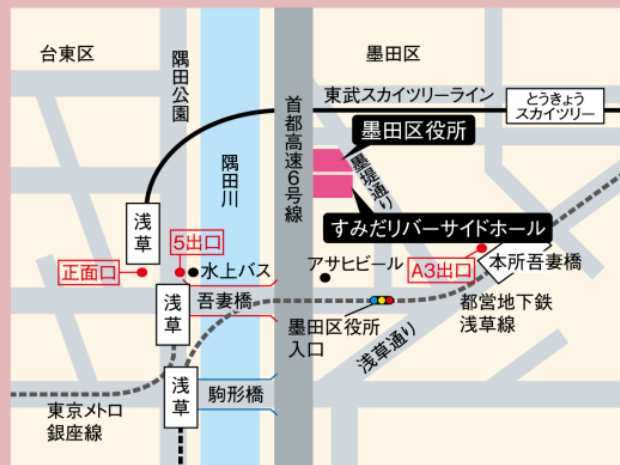 台東区
隅田公園
墨田区
東武スカイツリーライン
とうきょう
スカイツリー
首都高速6号線
墨田区役所
隅田川
墨堤通り
すみだリバーサイドホール
浅草
5出口
正面口
水上バス
アサヒビール
A3出口
本所吾妻橋
浅草
吾妻橋
墨田区役所
入口
都営地下鉄
浅草線
浅草通り
浅草
駒形橋
東京メトロ
銀座線